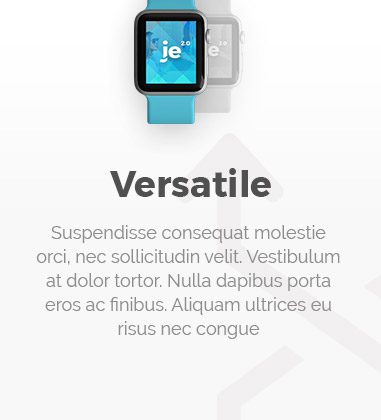 je 2.0
Versatile
Suspendisse consequat molestie
orci, nec sollicitudin velit. Vestibulum
at dolor tortor. Nulla dapibus porta
eros ac finibus. Aliquam ultrices eu
risus nec congue